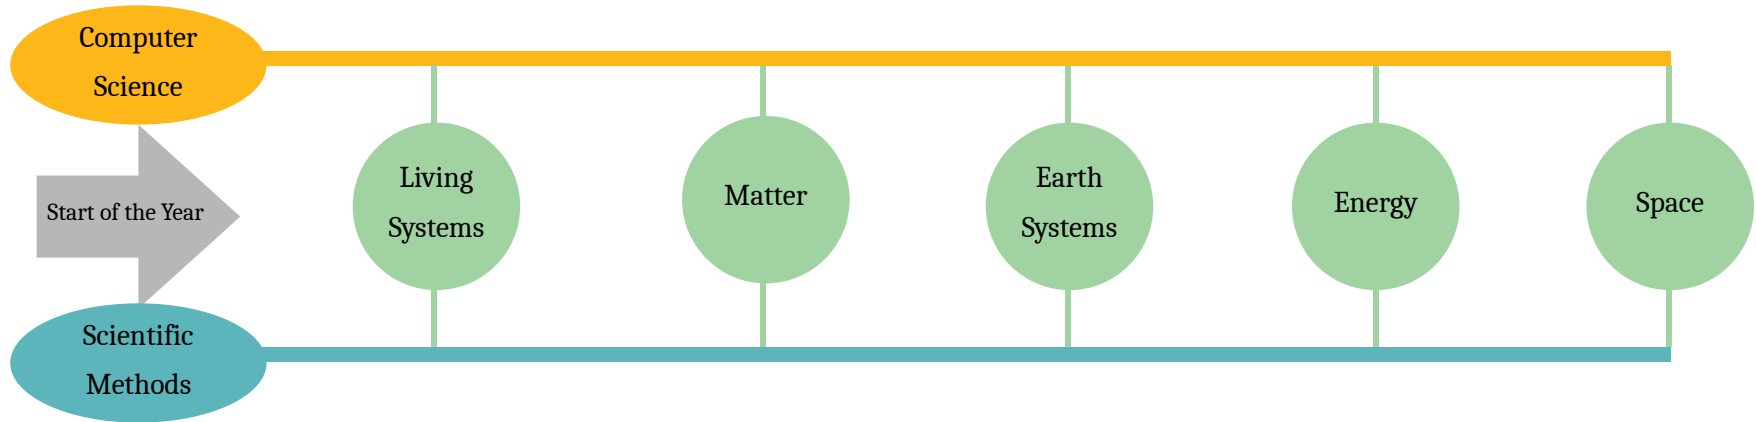 Computer
Science
Start of the Year
Living
Systems
Matter
Earth
Systems
Energy
Space
Scientific
Methods